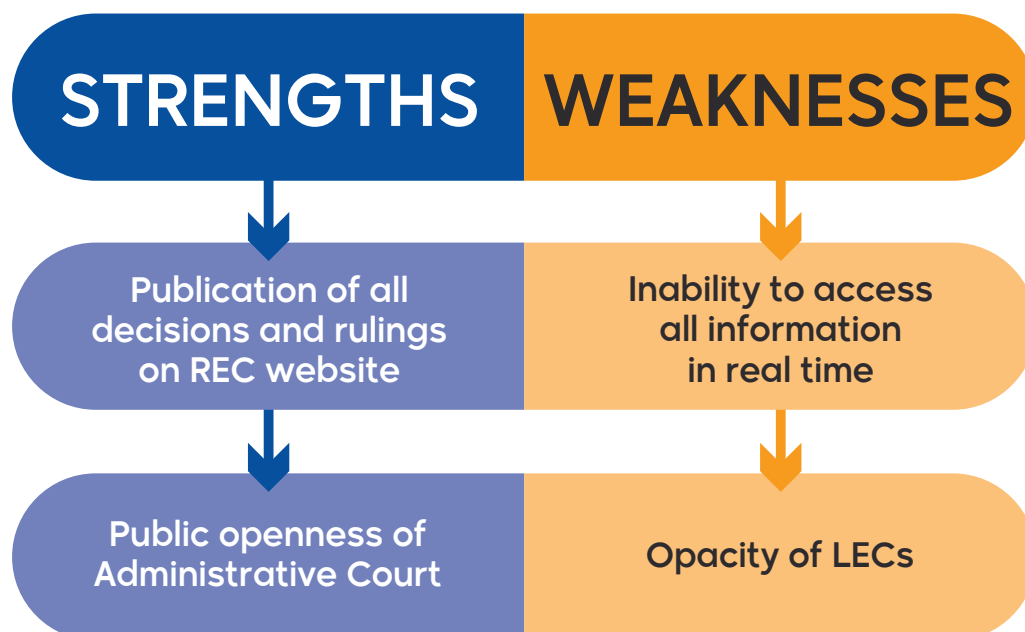 STRENGTHS
WEAKNESSES
Publication of all
decisions and rulings
on REC website
Inability to access
all information
in real time
Public openness of
Administrative Court
Opacity of LECs